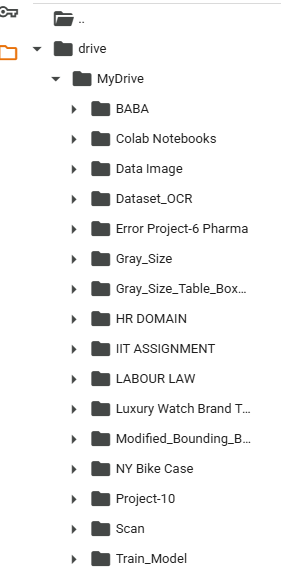 ..
drive
MyDrive
BABA
Colab Notebooks
Data Image
Dataset_OCR
Error Project-6 Pharma
Gray_Size
Gray_Size_Table_Box...
HR DOMAIN
IIT ASSIGNMENT
LABOUR LAW
Luxury Watch Brand T...
Modified_Bounding_B...
NY Bike Case
Project-10
Scan
Train_Model